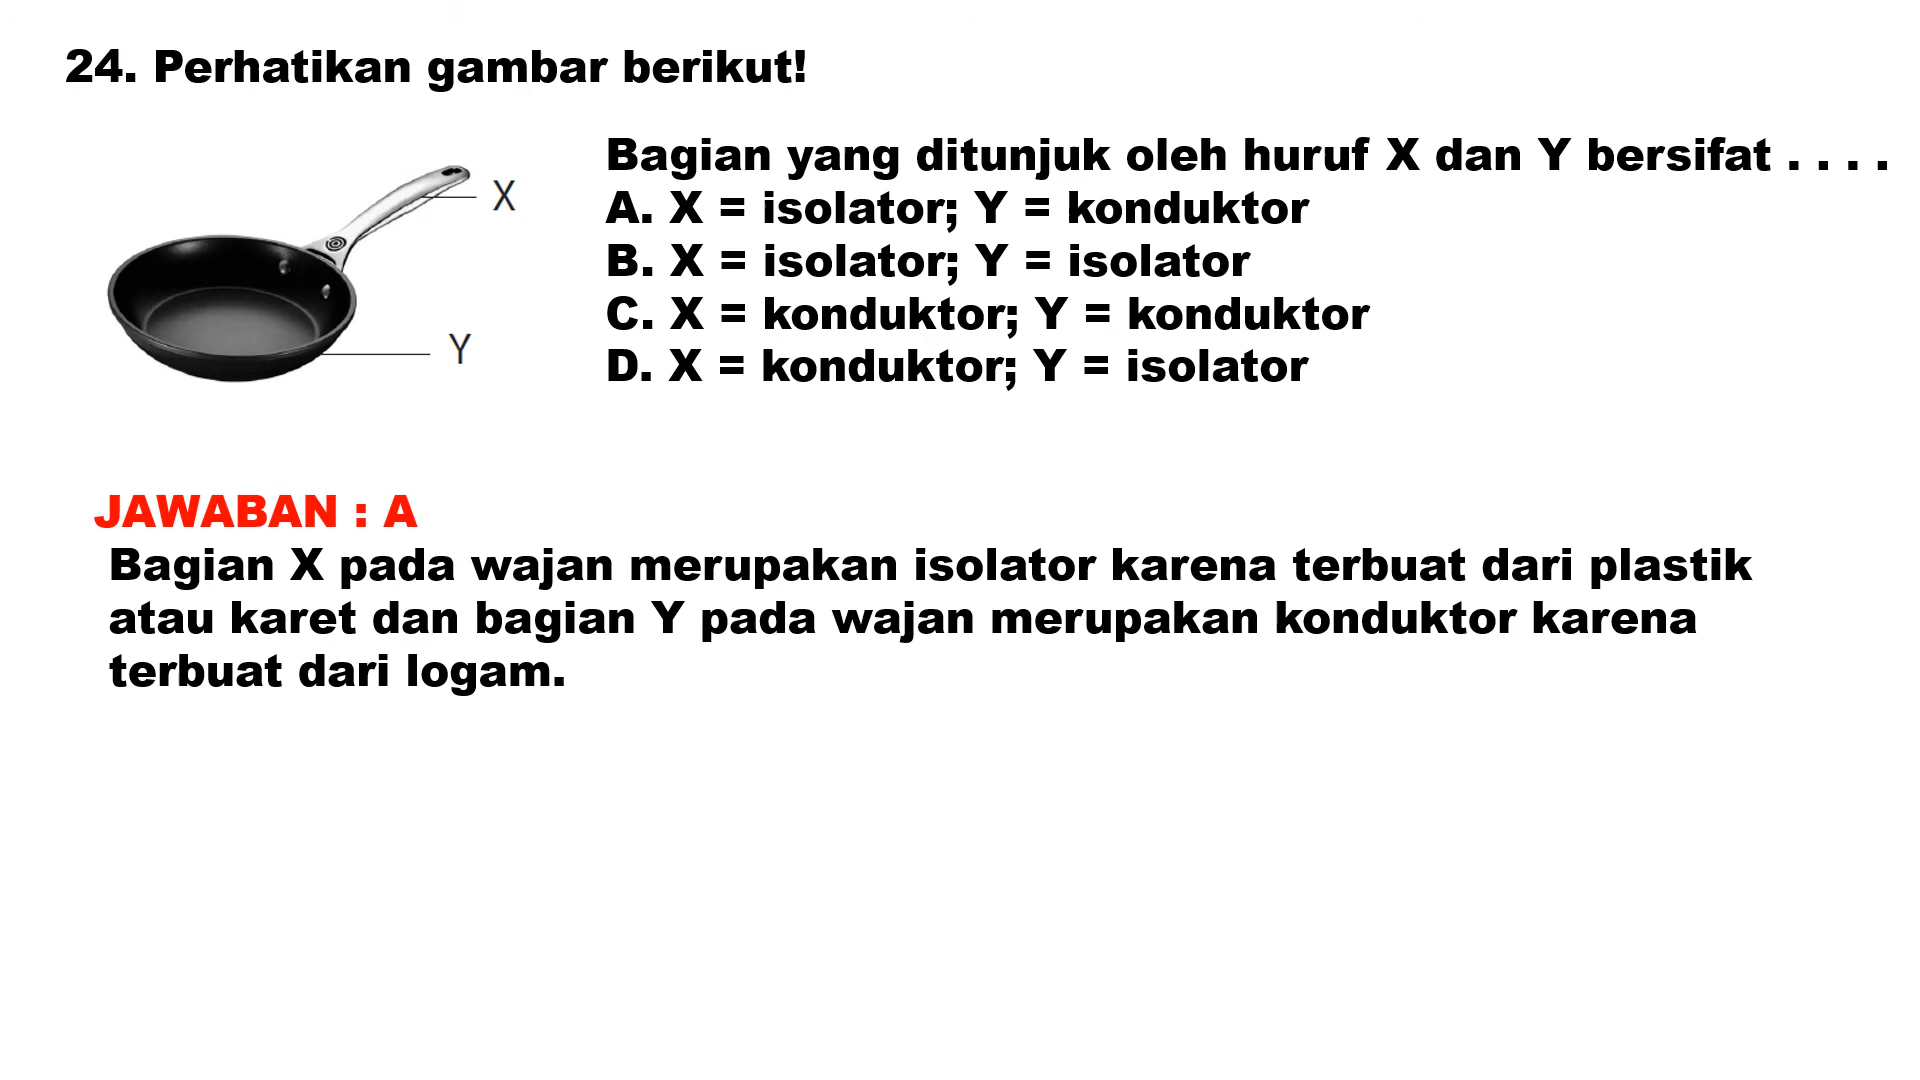 24. Perhatikan gambar berikut!
X
Y
Bagian yang ditunjuk oleh huruf X dan Y bersifat . . . .
A. X = isolator; Y = konduktor
B. X = isolator; Y = isolator
C. X = konduktor; Y = konduktor
D. X = konduktor; Y = isolator
JAWABAN : A
Bagian X pada wajan merupakan isolator karena terbuat dari plastik
atau karet dan bagian Y pada wajan merupakan konduktor karena
terbuat dari logam.